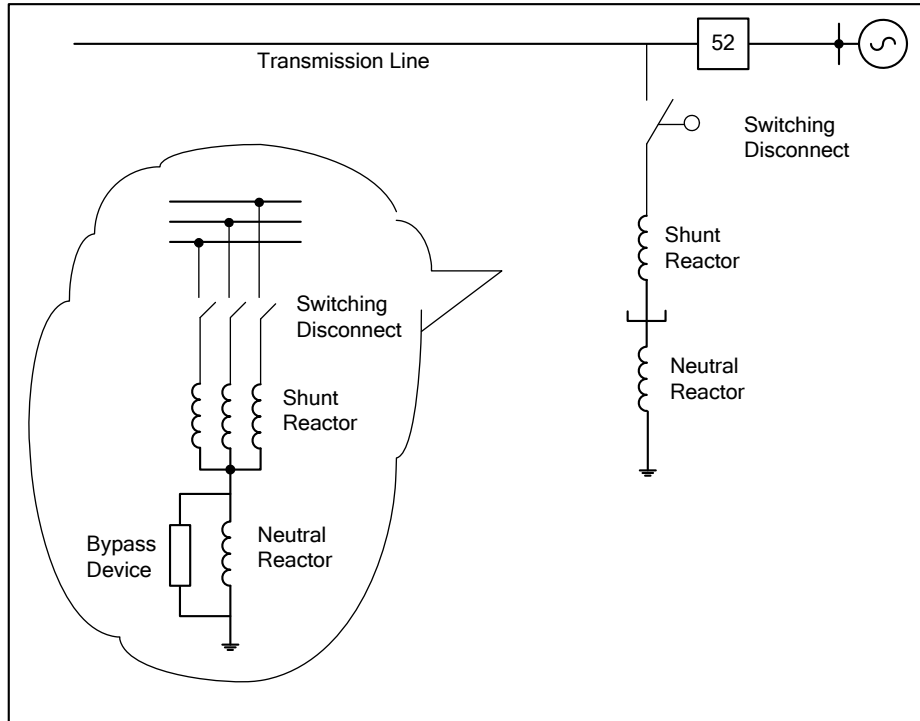 52
Transmission Line
Switching
Disconnect
Shunt
Reactor
Neutral
Reactor
Switching
Disconnect
Shunt
Reactor
Bypass
Device
Neutral
Reactor